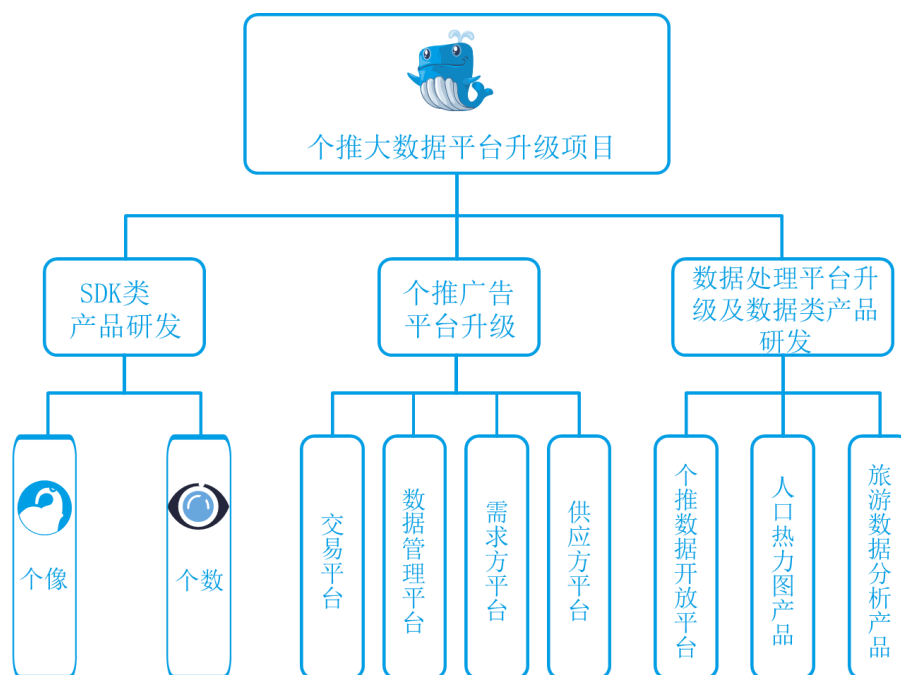 个推大数据平台升级项目
SDK类
产品研发
个推广告
平台升级
数据处理平台升
级及数据类产品
研发
个像
个数
交易平台
数据管理平台
需求方平台
供应方平台
个推数据开放平台
人口热力图产品
旅游数据分析产品